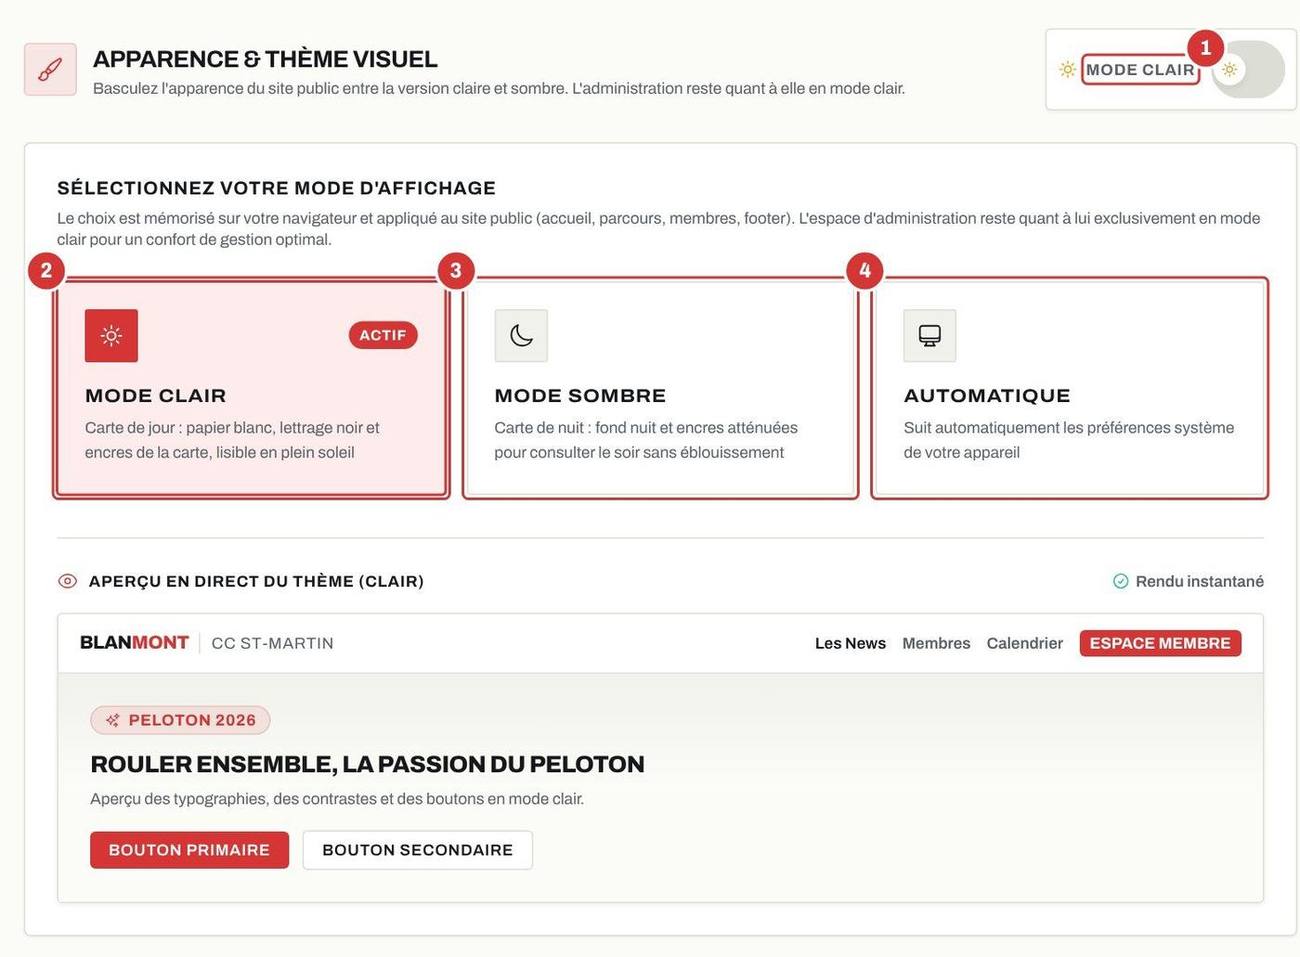 APPARENCE & THÈME VISUEL
Basculez l'apparence du site public entre la version claire et sombre. L'administration reste quant à elle en mode clair.
MODE CLAIR
1
SÉLECTIONNEZ VOTRE MODE D'AFFICHAGE
Le choix est mémorisé sur votre navigateur et appliqué au site public (accueil, parcours, membres, footer). L'espace d'administration reste quant à lui exclusivement en mode
clair pour un confort de gestion optimal.
2
ACTIF
MODE CLAIR
Carte de jour : papier blanc, lettrage noir et
encres de la carte, lisible en plein soleil
3
MODE SOMBRE
Carte de nuit : fond nuit et encres atténuées
pour consulter le soir sans éblouissement
4
AUTOMATIQUE
Suit automatiquement les préférences système
de votre appareil
APERÇU EN DIRECT DU THÈME (CLAIR)
Rendu instantané
BLANMONT CC ST-MARTIN
Les News Membres Calendrier ESPACE MEMBRE
PELOTON 2026
ROULER ENSEMBLE, LA PASSION DU PELOTON
Aperçu des typographies, des contrastes et des boutons en mode clair.
BOUTON PRIMAIRE BOUTON SECONDAIRE